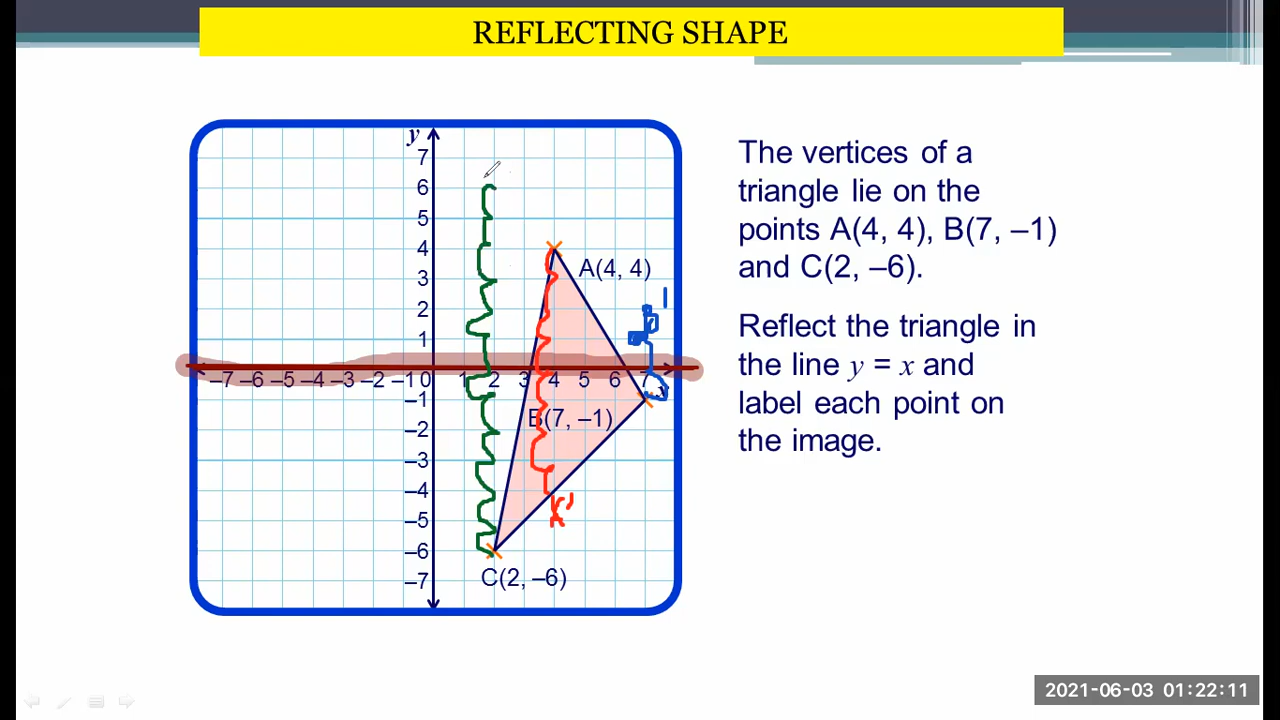 REFLECTING SHAPE
y
7
6
5
4
3
2
1
–7 –6 –5 –4 –3 –2 –1 0 1 2 3 4 5 6 7 x
–1
–2
–3
–4
–5
–6
–7
A(4, 4)
B(7, –1)
C(2, –6)
The vertices of a
triangle lie on the
points A(4, 4), B(7, –1)
and C(2, –6).
Reflect the triangle in
the line y = x and
label each point on
the image.
2021-06-03 01:22:11